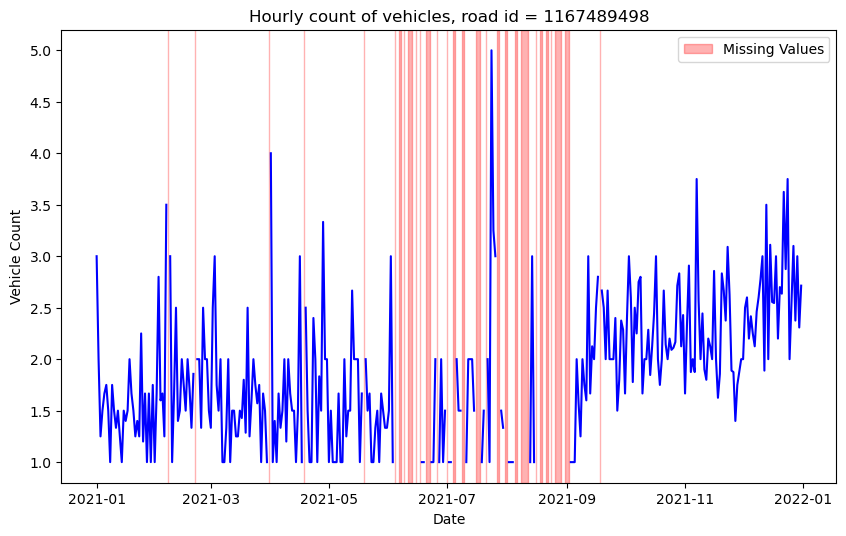 Hourly count of vehicles, road id = 1167489498
Missing Values
5.0
4.5
4.0
3.5
3.0
2.5
2.0
1.5
1.0
Vehicle Count
2021-01 2021-03 2021-05 2021-07 2021-09 2021-11 2022-01
Date